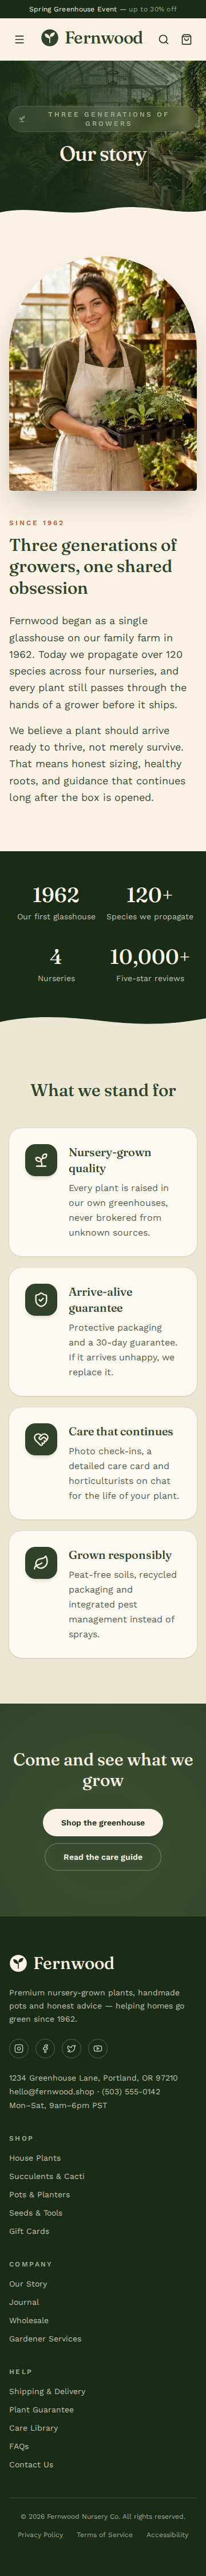 Spring Greenhouse Event — up to 30% off
Fernwood
THREE GENERATIONS OF
GROWERS
Our story
SINCE 1962
Three generations of
growers, one shared
obsession
Fernwood began as a single
glasshouse on our family farm in
1962. Today we propagate over 120
species across four nurseries, and
every plant still passes through the
hands of a grower before it ships.
We believe a plant should arrive
ready to thrive, not merely survive.
That means honest sizing, healthy
roots, and guidance that continues
long after the box is opened.
1962
Our first glasshouse
120+
Species we propagate
4
Nurseries
10,000+
Five-star reviews
What we stand for
Nursery-grown
quality
Every plant is raised in
our own greenhouses,
never brokered from
unknown sources.
Arrive-alive
guarantee
Protective packaging
and a 30-day guarantee.
If it arrives unhappy, we
replace it.
Care that continues
Photo check-ins, a
detailed care card and
horticulturists on chat
for the life of your plant.
Grown responsibly
Peat-free soils, recycled
packaging and
integrated pest
management instead of
sprays.
Come and see what we
grow
Shop the greenhouse
Read the care guide
Fernwood
Premium nursery-grown plants, handmade
pots and honest advice — helping homes go
green since 1962.
1234 Greenhouse Lane, Portland, OR 97210
hello@fernwood.shop · (503) 555-0142
Mon–Sat, 9am–6pm PST
SHOP
House Plants
Succulents & Cacti
Pots & Planters
Seeds & Tools
Gift Cards
COMPANY
Our Story
Journal
Wholesale
Gardener Services
HELP
Shipping & Delivery
Plant Guarantee
Care Library
FAQs
Contact Us
© 2026 Fernwood Nursery Co. All rights reserved.
Privacy Policy
Terms of Service
Accessibility